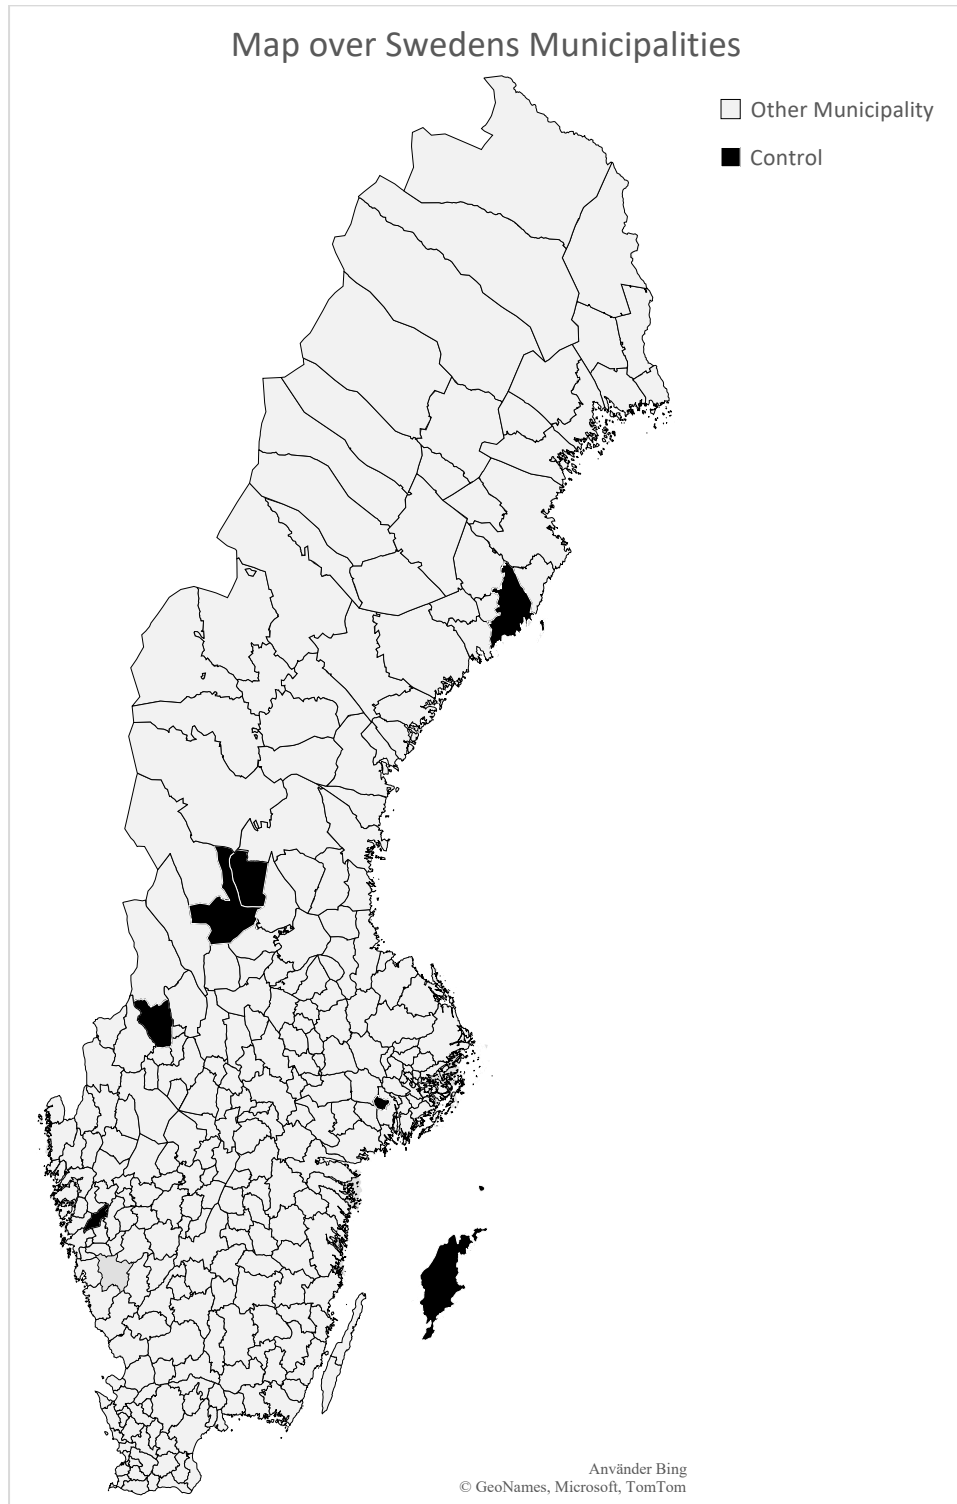 Map over Swedens Municipalities
Other Municipality
Control
Använder Bing
© GeoNames, Microsoft, TomTom